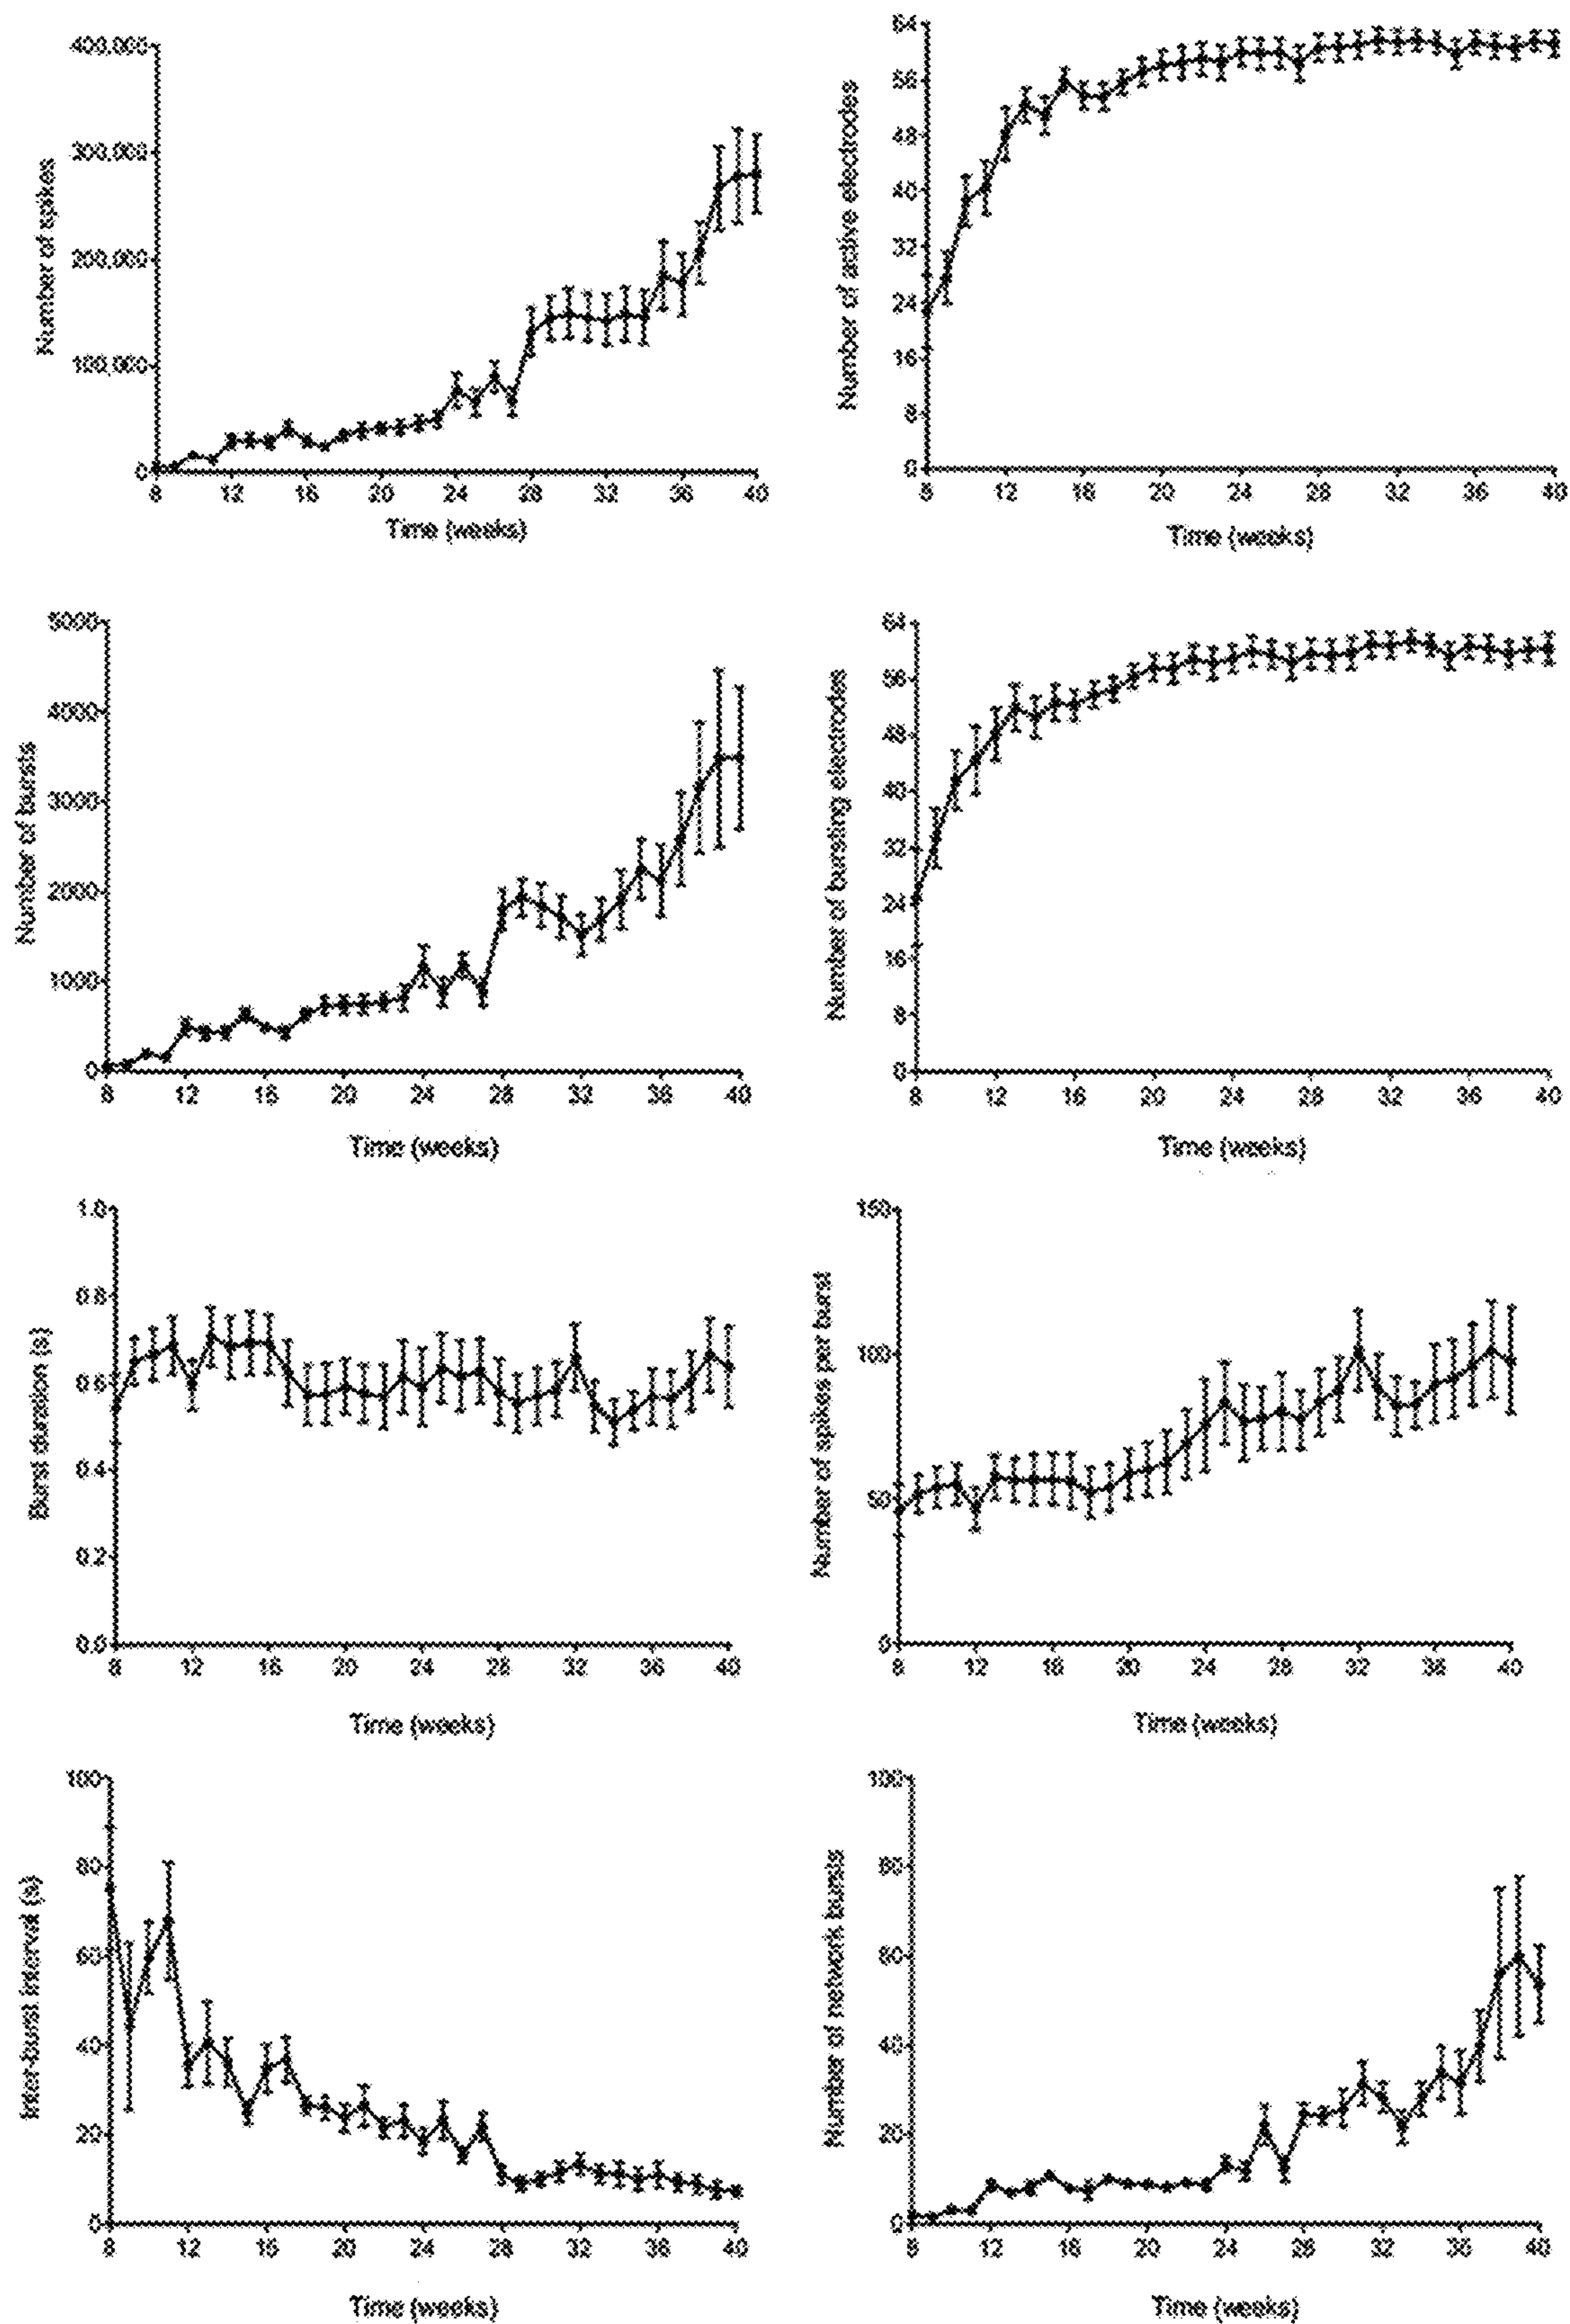 Number of spikes
400.000
300.000
200.000
100.000
0
8 12 16 20 24 28 32 36 40
Time (weeks)
Number of active electrodes
64
56
48
40
32
24
16
8
0
8 12 16 20 24 28 32 36 40
Time (weeks)
Number of bursts
5000
4000
3000
2000
1000
0
8 12 16 20 24 28 32 36 40
Time (weeks)
Number of bursting electrodes
64
56
48
40
32
24
16
8
0
8 12 16 20 24 28 32 36 40
Time (weeks)
Burst duration (s)
1.0
0.8
0.6
0.4
0.2
0.0
8 12 16 20 24 28 32 36 40
Time (weeks)
Number of spikes per burst
150
100
50
0
8 12 16 20 24 28 32 36 40
Time (weeks)
Inter-burst interval (s)
100
80
60
40
20
0
8 12 16 20 24 28 32 36 40
Time (weeks)
Number of network bursts
100
80
60
40
20
0
8 12 16 20 24 28 32 36 40
Time (weeks)